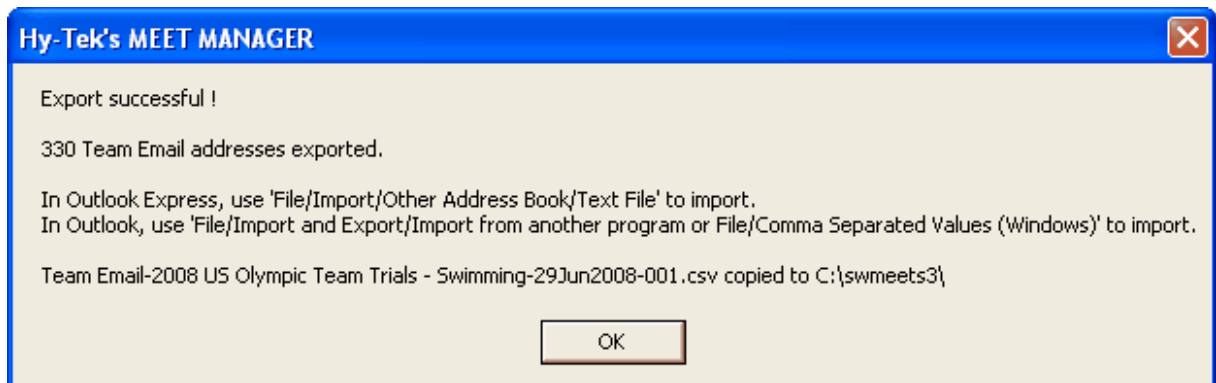 Hy-Tek's MEET MANAGER
Export successful !
330 Team Email addresses exported.
In Outlook Express, use 'File/Import/Other Address Book/Text File' to import.
In Outlook, use 'File/Import and Export/Import from another program or File/Comma Separated Values (Windows)' to import.
Team Email-2008 US Olympic Team Trials - Swimming-29Jun2008-001.csv copied to C:\swmeets3\
OK